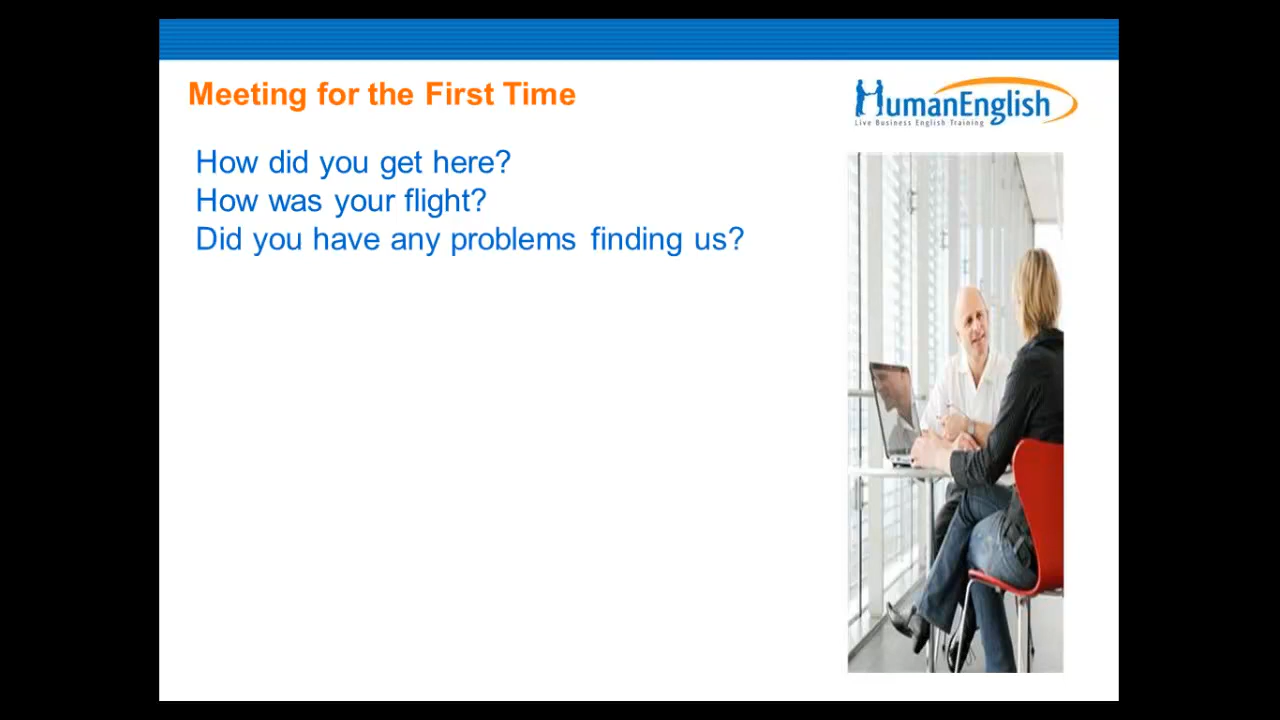 Meeting for the First Time
HumanEnglish
Live Business English Training
How did you get here?
How was your flight?
Did you have any problems finding us?